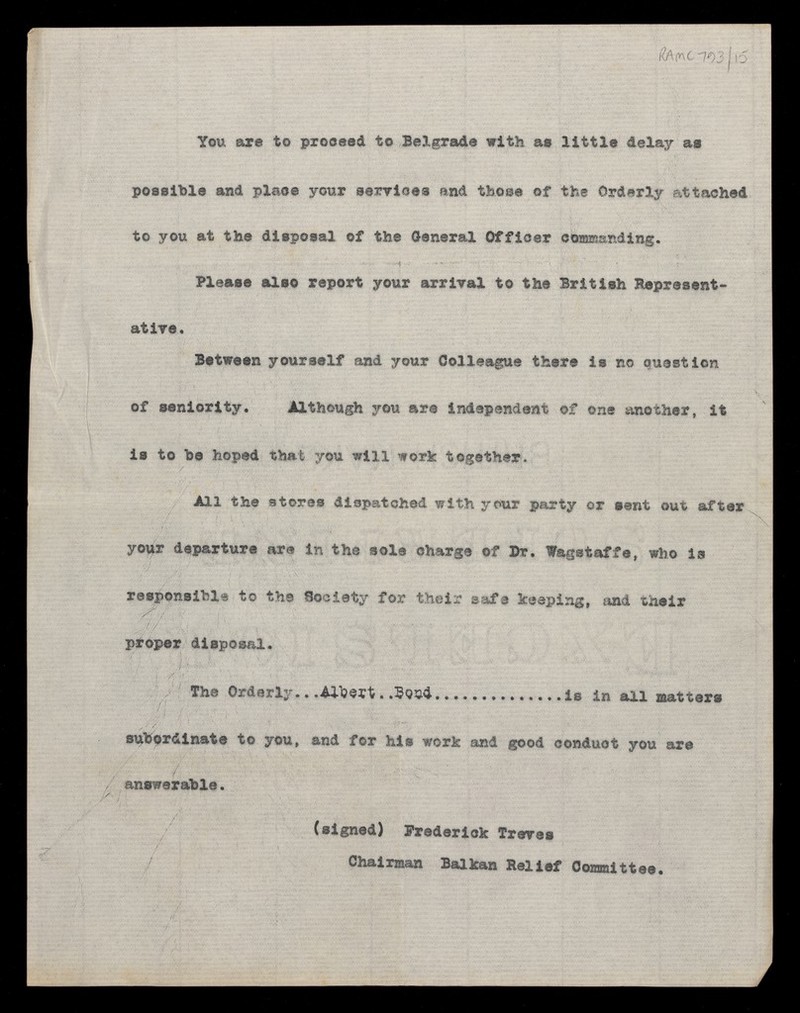 RAMC 793/15
You are to proceed to Belgrade with as little delay as
possible and place your services and those of the Orderly attached
to you at the disposal of the General Officer commanding.
Please also report your arrival to the British Represent-
ative.
Between yourself and your Colleague there is no question
of seniority. Although you are independent of one another, it
is to be hoped that you will work together.
All the stores dispatched with your party or sent out after
your departure are in the sole charge of Dr. Wagstaffe, who is
responsible to the Society for their safe keeping, and their
proper disposal.
The Orderly...Albert..Bond..............is in all matters
subordinate to you, and for his work and good conduct you are
answerable.
(signed) Frederick Treves
Chairman Balkan Relief Committee.